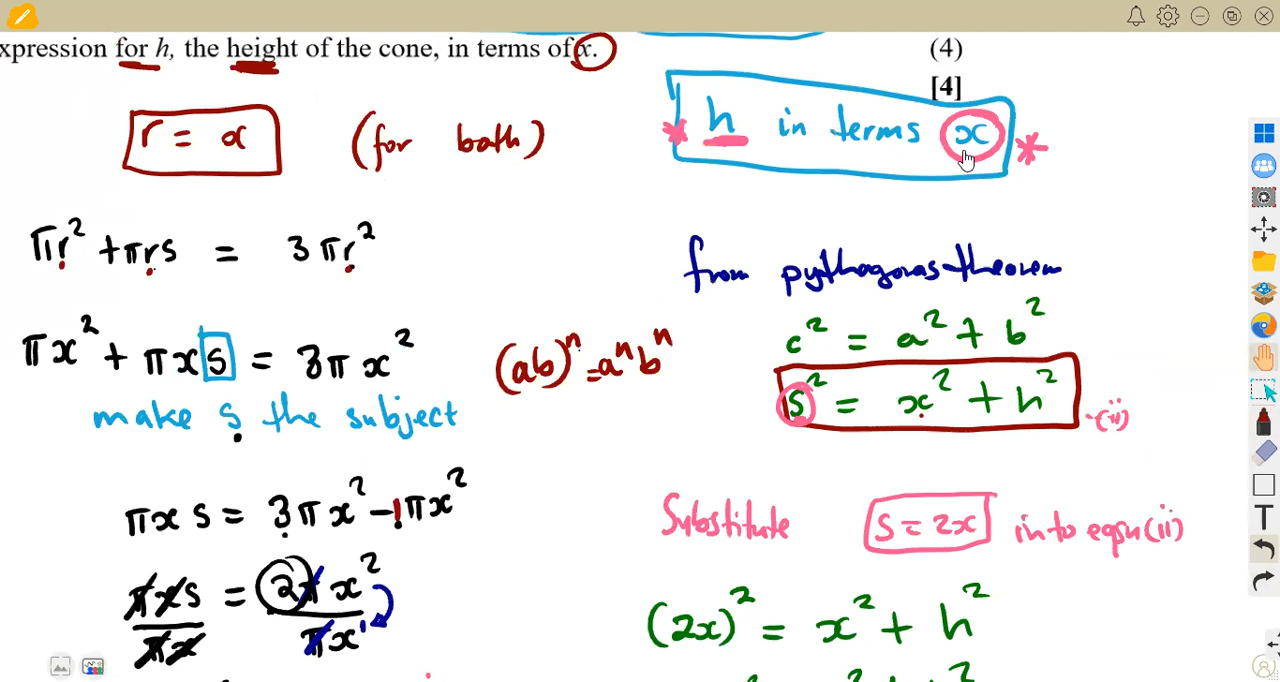 xpression for h, the height of the cone, in terms of x.
(4)
[4]
r = x (for both)
* h in terms x *
πr² + πrs = 3πr²
πx² + πxs = 3πx²
make s the subject
(ab)ⁿ = aⁿbⁿ
πx s = 3πx² - 1πx²
πxs/πx = 2πx²/πx¹
from pythagoras theorem
c² = a² + b²
s² = x² + h² -(ii)
Substitute s = 2x into eqn (ii)
(2x)² = x² + h²